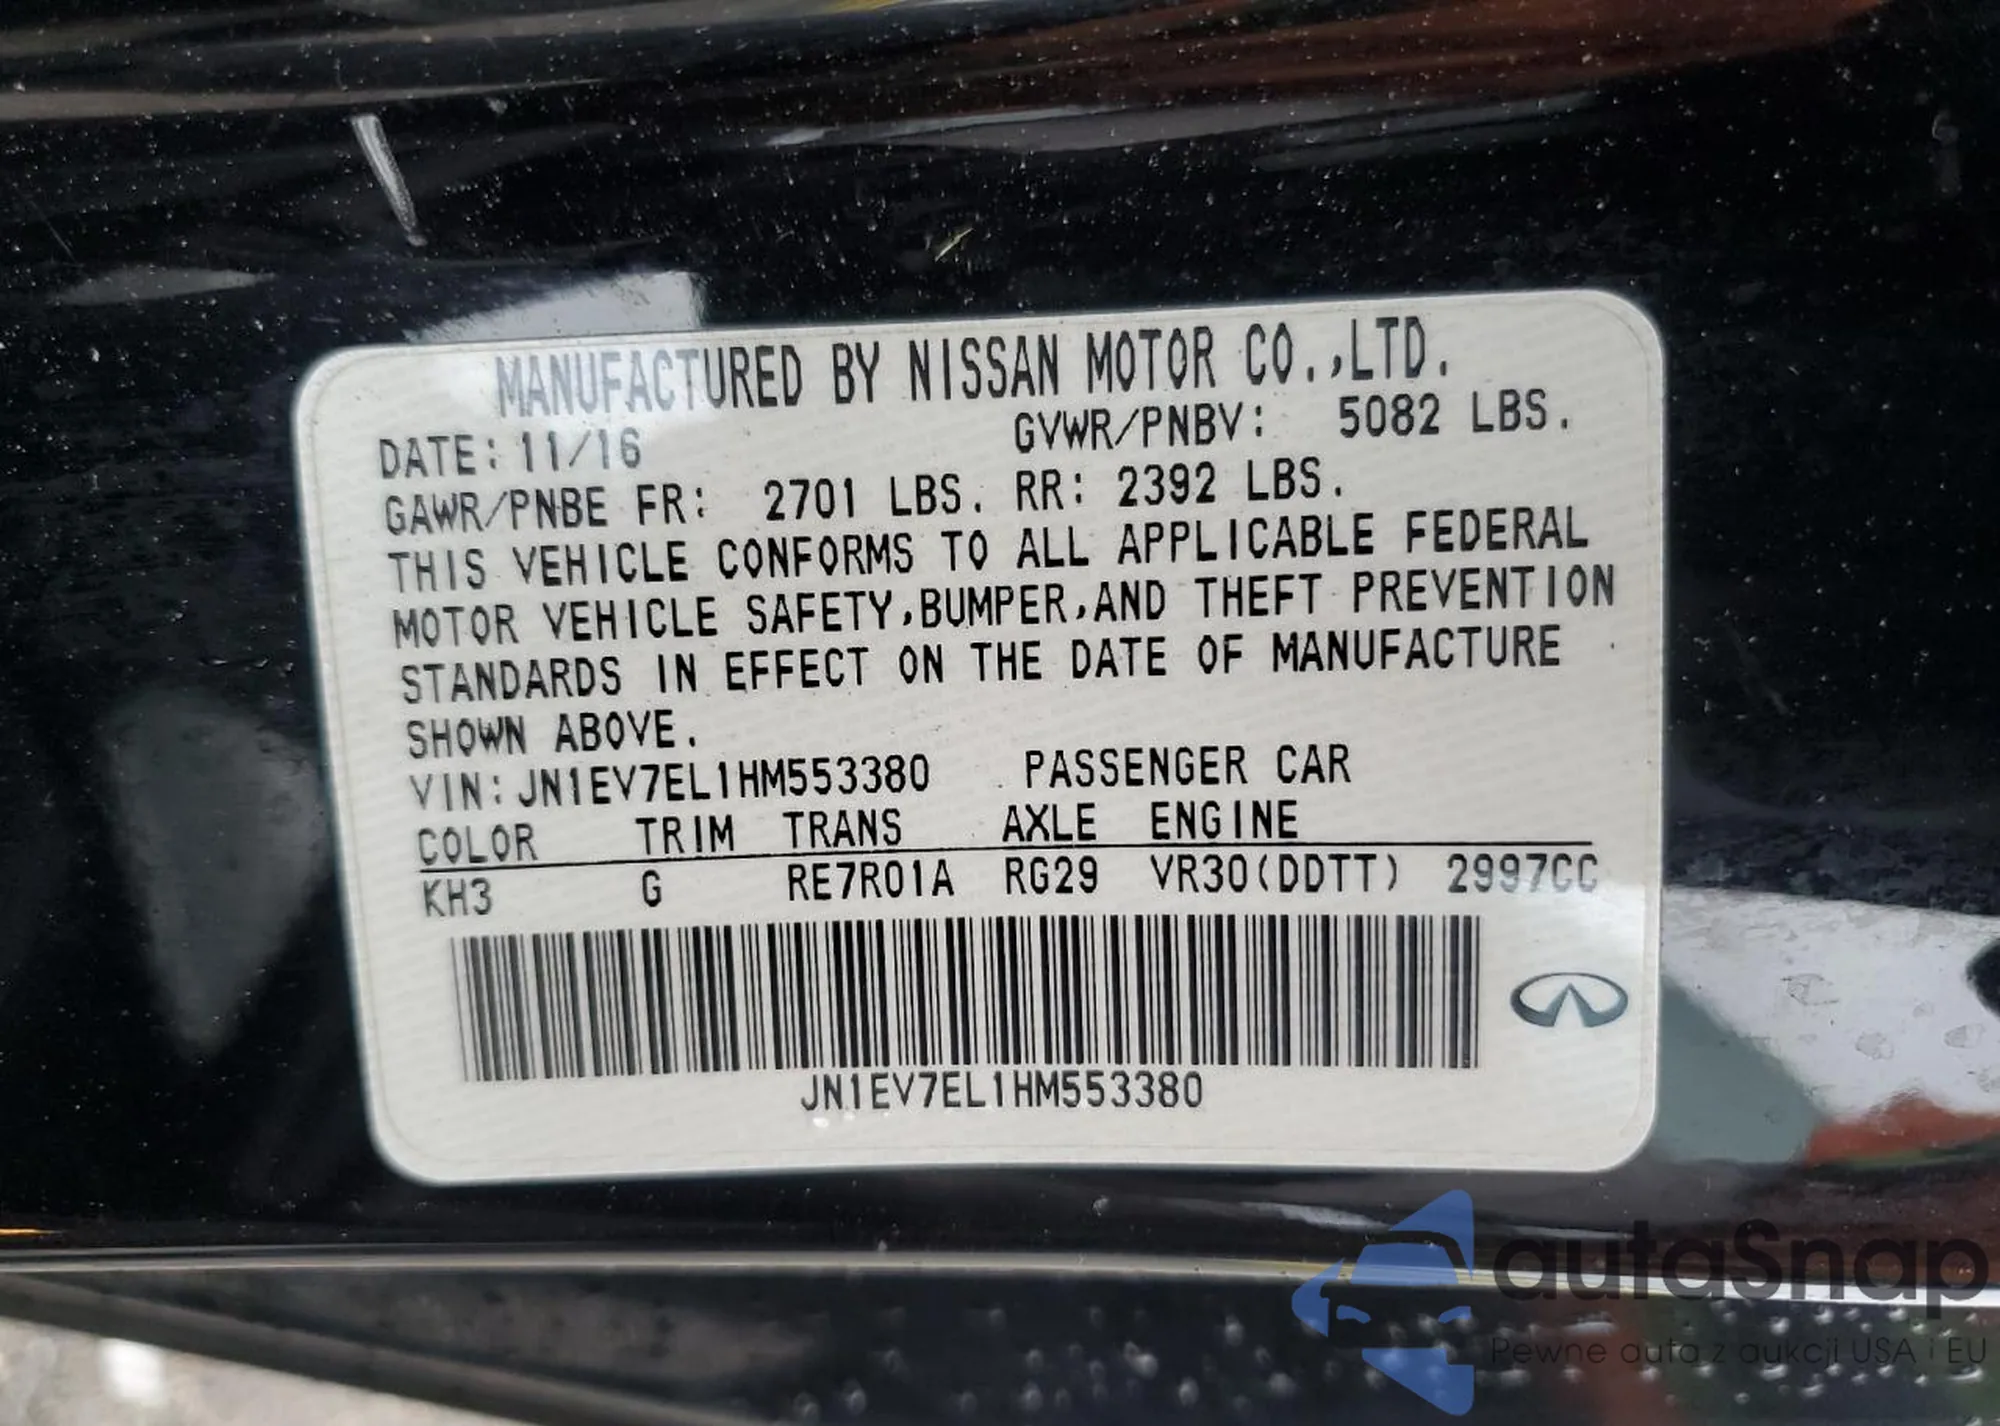 MANUFACTURED BY NISSAN MOTOR CO.,LTD.
DATE: 11/16 GVWR/PNBV: 5082 LBS.
GAWR/PNBE FR: 2701 LBS. RR: 2392 LBS.
THIS VEHICLE CONFORMS TO ALL APPLICABLE FEDERAL
MOTOR VEHICLE SAFETY,BUMPER,AND THEFT PREVENTION
STANDARDS IN EFFECT ON THE DATE OF MANUFACTURE
SHOWN ABOVE.
VIN: JN1EV7EL1HM553380 PASSENGER CAR
COLOR TRIM TRANS AXLE ENGINE
KH3 G RE7R01A RG29 VR30(DDTT) 2997CC
JN1EV7EL1HM553380
autaSnap
Pewne auta z aukcji USA i EU